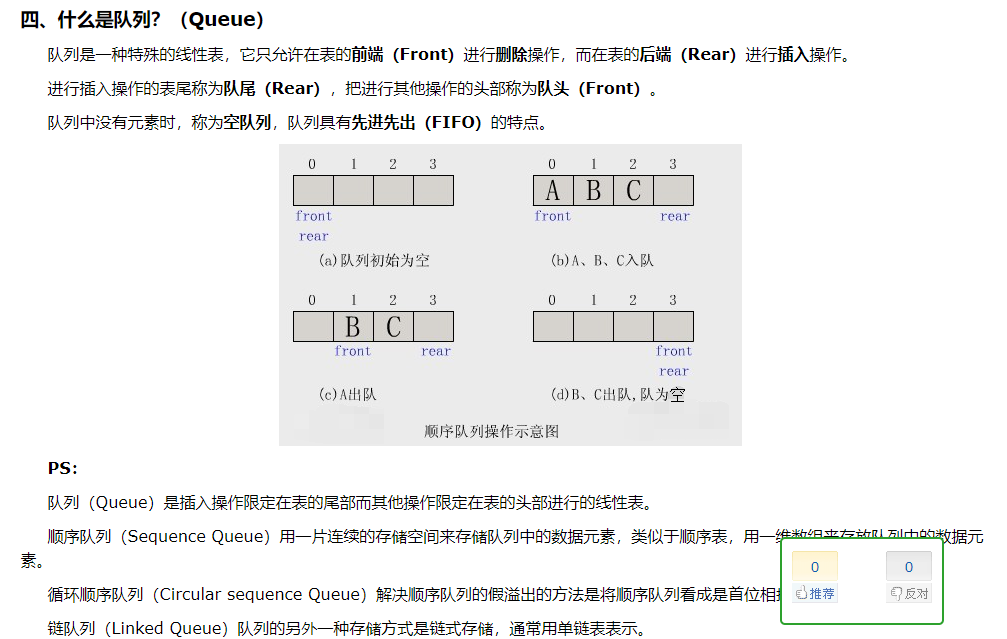 四、什么是队列？（Queue）
队列是一种特殊的线性表，它只允许在表的前端（Front）进行删除操作，而在表的后端（Rear）进行插入操作。
进行插入操作的表尾称为队尾（Rear），把进行其他操作的头部称为队头（Front）。
队列中没有元素时，称为空队列，队列具有先进先出（FIFO）的特点。
0 1 2 3
front
rear
(a)队列初始为空
0 1 2 3
A B C
front rear
(b)A、B、C入队
0 1 2 3
B C
front rear
(c)A出队
0 1 2 3
front
rear
(d)B、C出队,队为空
顺序队列操作示意图
PS:
队列（Queue）是插入操作限定在表的尾部而其他操作限定在表的头部进行的线性表。
顺序队列（Sequence Queue）用一片连续的存储空间来存储队列中的数据元素，类似于顺序表，用一维数组来存放队列中的数据元
素。
循环顺序队列（Circular sequence Queue）解决顺序队列的假溢出的方法是将顺序队列看成是首位相
链队列（Linked Queue）队列的另外一种存储方式是链式存储，通常用单链表表示。
0 0
推荐 反对